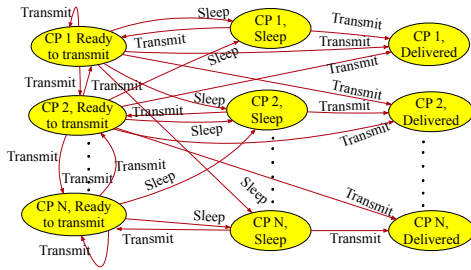 Transmit
Sleep
CP 1 Ready
to transmit
Transmit
CP 1,
Sleep
Transmit
CP 1,
Delivered
Transmit
Transmit
Transmit
Sleep
Transmit
Sleep
Transmit
CP 2, Ready
to transmit
Transmit
Sleep
CP 2,
Sleep
Transmit
CP 2,
Delivered
Transmit
Transmit
Transmit
Sleep
Sleep
Transmit
CP N, Ready
to transmit
Sleep
Transmit
CP N,
Sleep
Transmit
CP N,
Delivered
Transmit